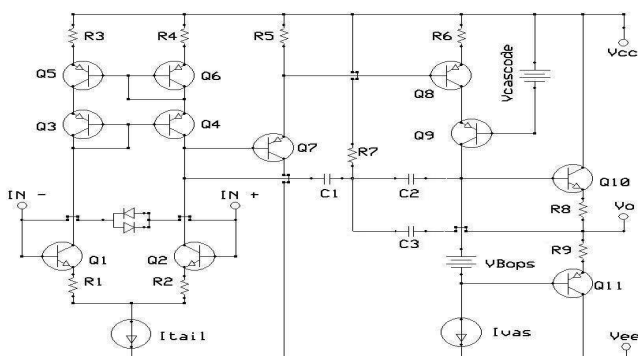 R3
R4
R5
R6
Vcc
Q5
Q6
Q8
Vcascode
Q3
Q4
Q9
Q7
R7
IN -
IN +
C1
C2
Q10
R8
Vo
C3
R9
Q1
Q2
VBops
Q11
R1
R2
Itail
Ivas
Vee